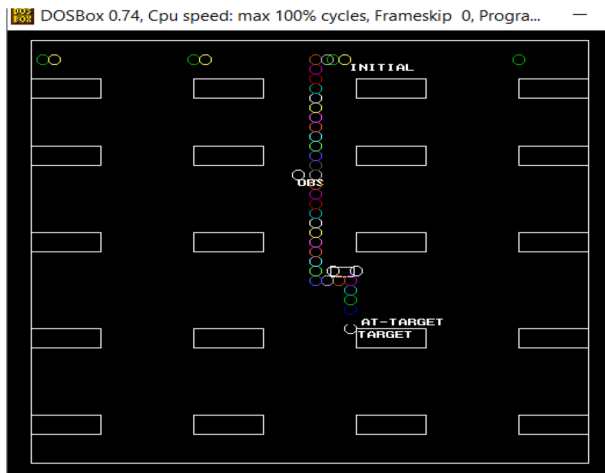 DOSBox 0.74, Cpu speed: max 100% cycles, Frameskip 0, Progra...
INITIAL
OBS
AT-TARGET
TARGET